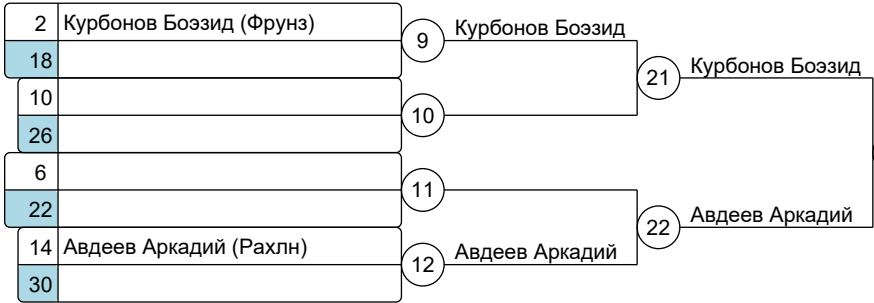 2 Курбонов Боэзид (Фрунз)
18
9 Курбонов Боэзид
21 Курбонов Боэзид
10
26
10
6
22
11
22 Авдеев Аркадий
14 Авдеев Аркадий (Рахлн)
30
12 Авдеев Аркадий